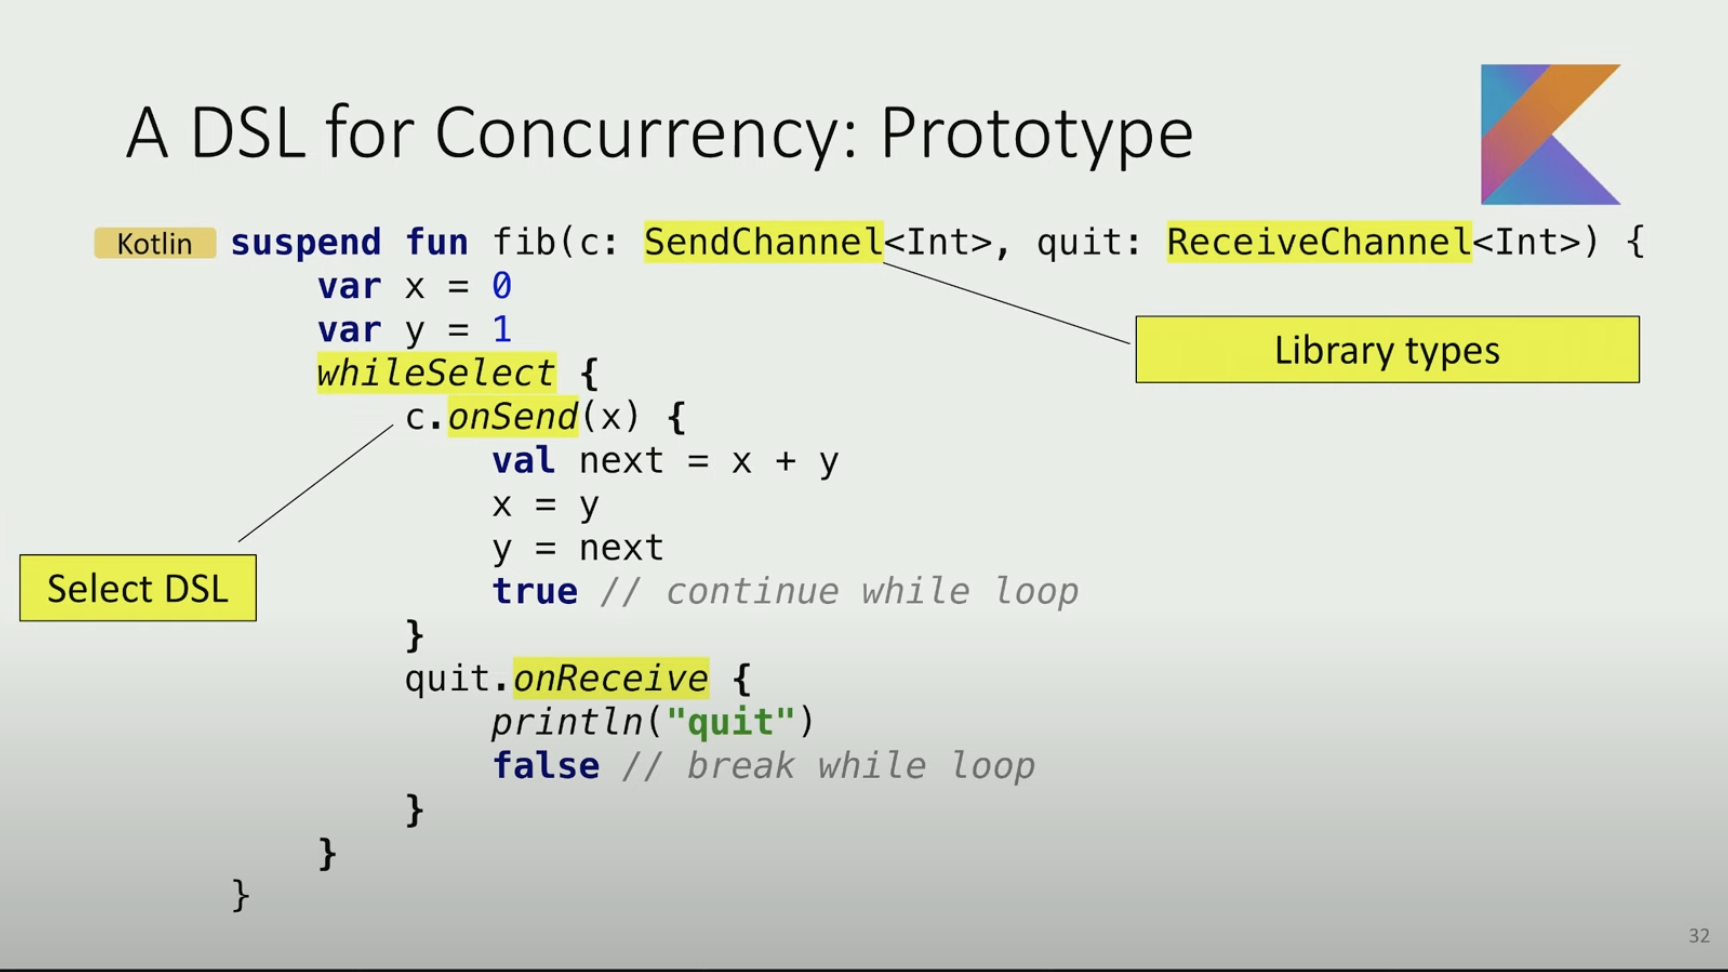 A DSL for Concurrency: Prototype
Kotlin suspend fun fib(c: SendChannel<Int>, quit: ReceiveChannel<Int>) {
var x = 0
var y = 1
Library types
whileSelect {
c.onSend(x) {
val next = x + y
x = y
y = next
Select DSL
true // continue while loop
}
quit.onReceive {
println("quit")
false // break while loop
}
}
}
32